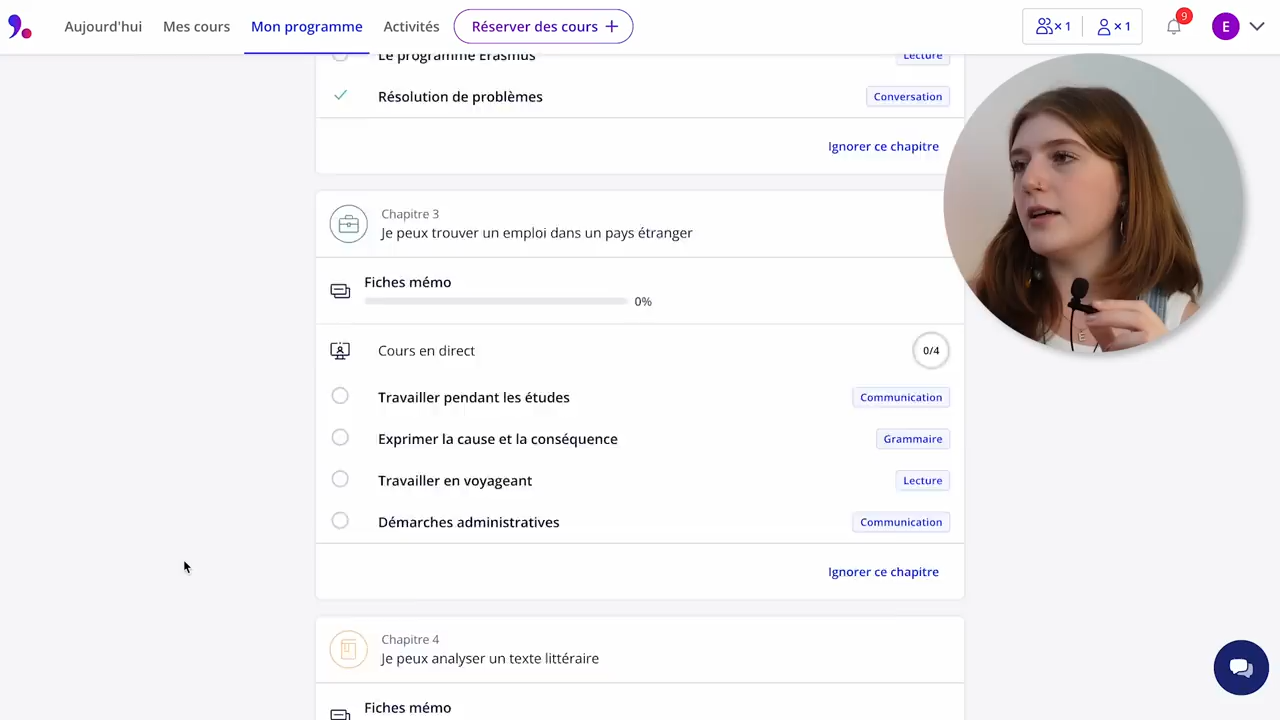 Aujourd'hui Mes cours Mon programme Activités Réserver des cours + × 1 × 1 9 E
Le programme Erasmus Lecture
Résolution de problèmes Conversation
Ignorer ce chapitre
Chapitre 3
Je peux trouver un emploi dans un pays étranger
Fiches mémo
0%
Cours en direct 0/4
Travailler pendant les études Communication
Exprimer la cause et la conséquence Grammaire
Travailler en voyageant Lecture
Démarches administratives Communication
Ignorer ce chapitre
Chapitre 4
Je peux analyser un texte littéraire
Fiches mémo